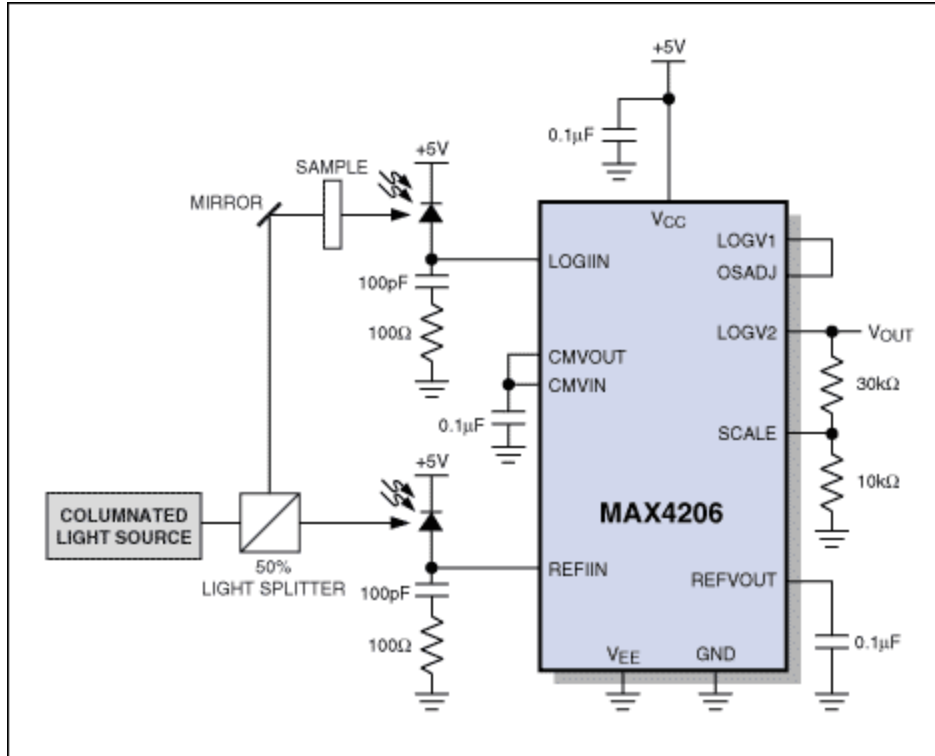 +5V
0.1µF
+5V
SAMPLE
MIRROR
VCC
LOGV1
OSADJ
LOGIIN
100pF
100Ω
LOGV2
VOUT
CMVOUT
CMVIN
30kΩ
0.1µF
SCALE
+5V
10kΩ
COLUMNATED
LIGHT SOURCE
MAX4206
50%
LIGHT SPLITTER
REFIIN
REFVOUT
100pF
100Ω
0.1µF
VEE
GND